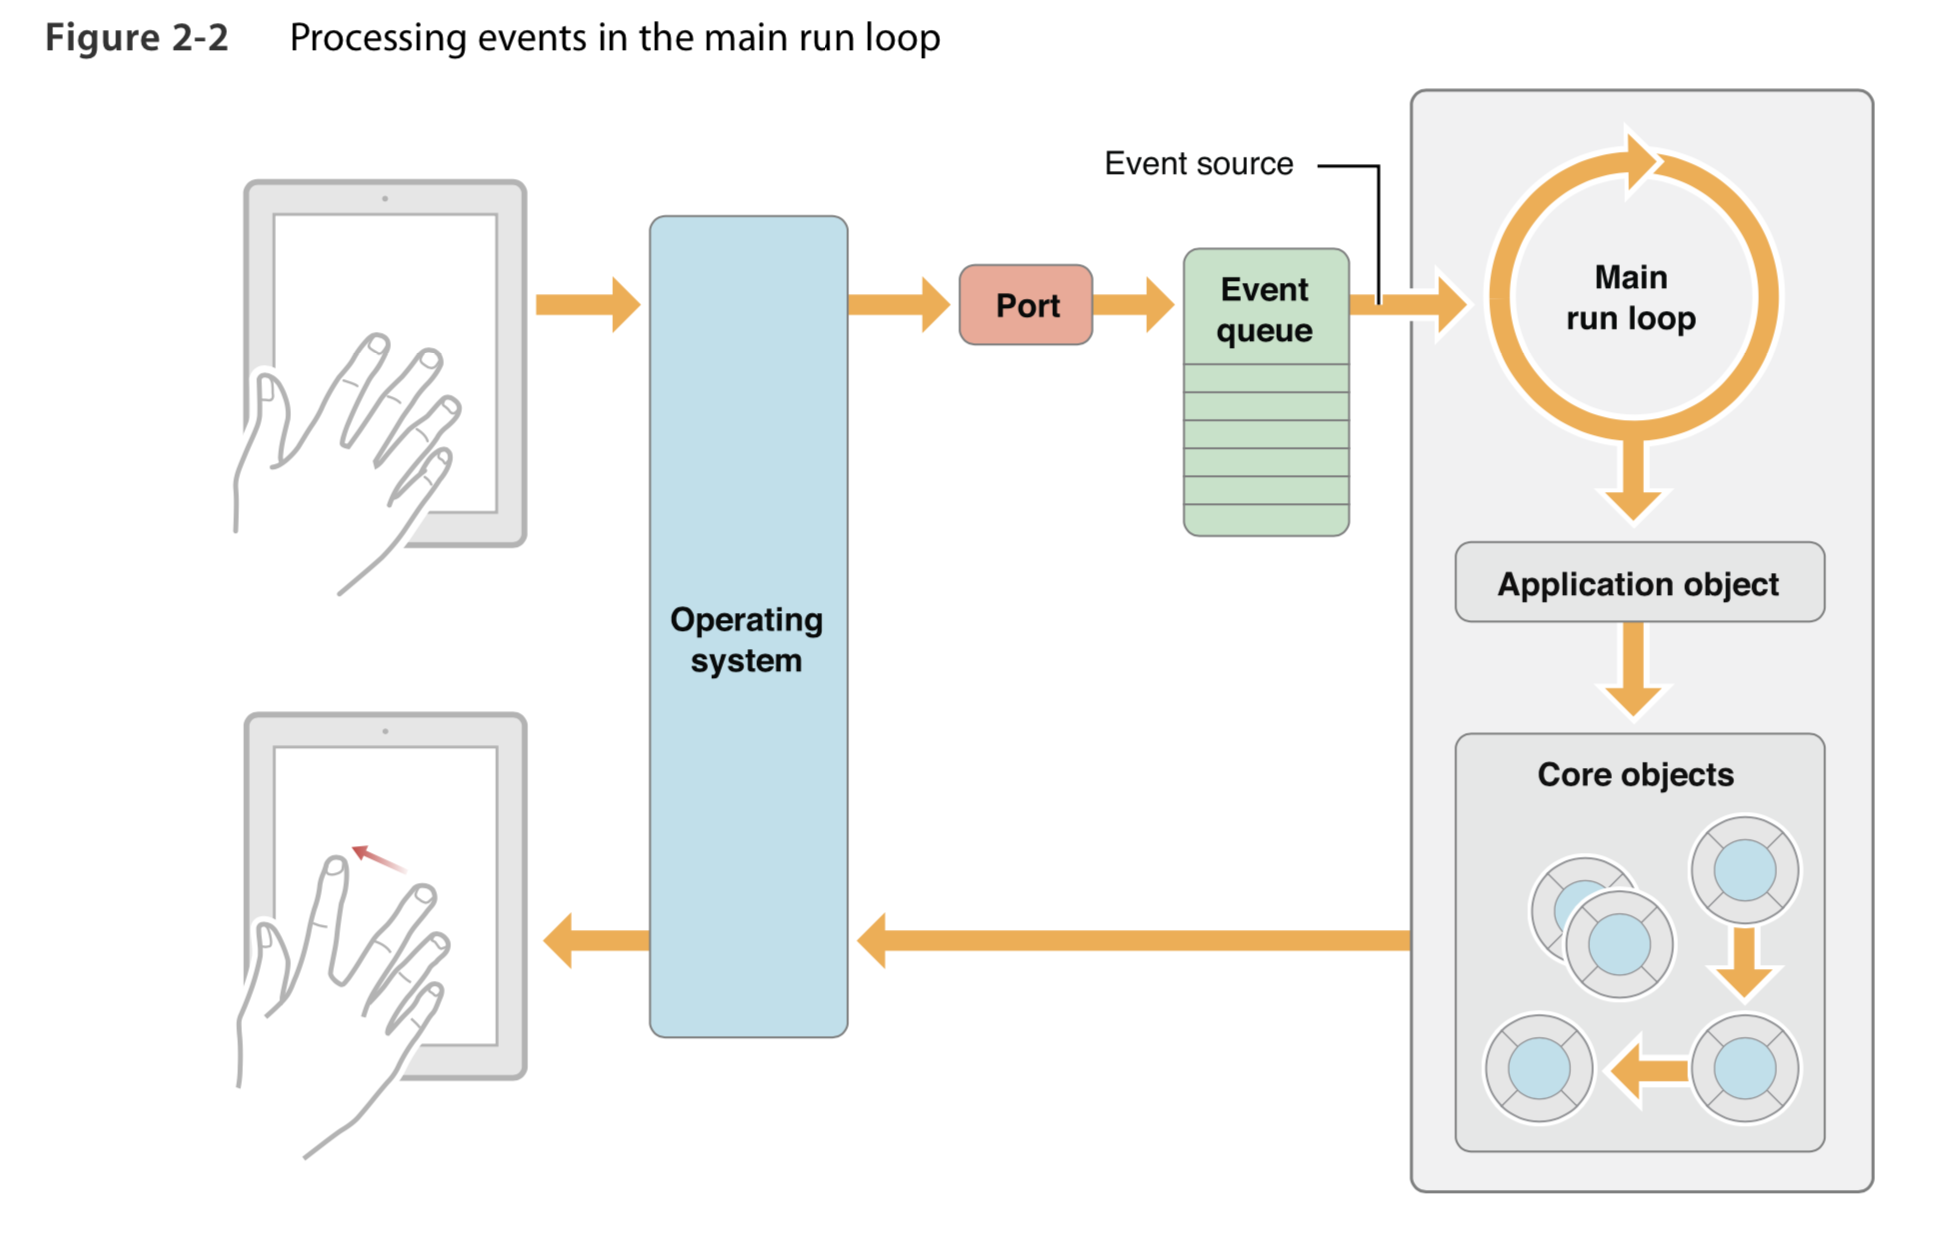 Figure 2-2 Processing events in the main run loop
Event source
Main
run loop
Port
Event
queue
Application object
Operating
system
Core objects